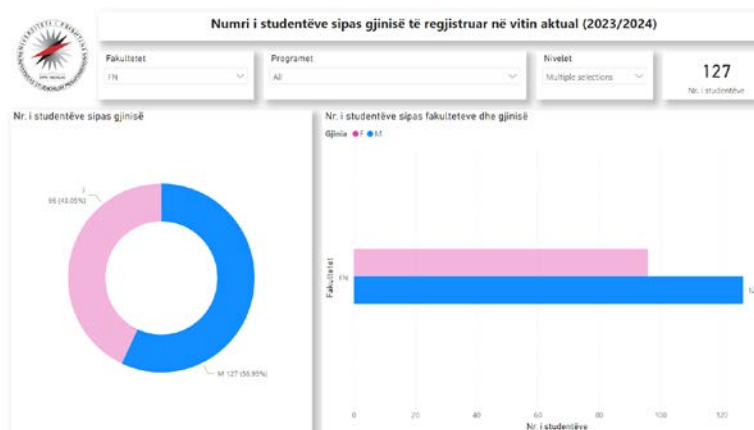 Numri i studentëve sipas gjinisë të regjistruar në vitin aktual (2023/2024)
Fakultetet
FN
Programet
All
Nivelet
Multiple selections
127
Nr. i studentëve
Nr. i studentëve sipas gjinisë
F
96 (43.05%)
M 127 (56.95%)
Nr. i studentëve sipas fakulteteve dhe gjinisë
Gjinia F M
Fakultetet
FN
0 20 40 60 80 100 120
Nr. i studentëve